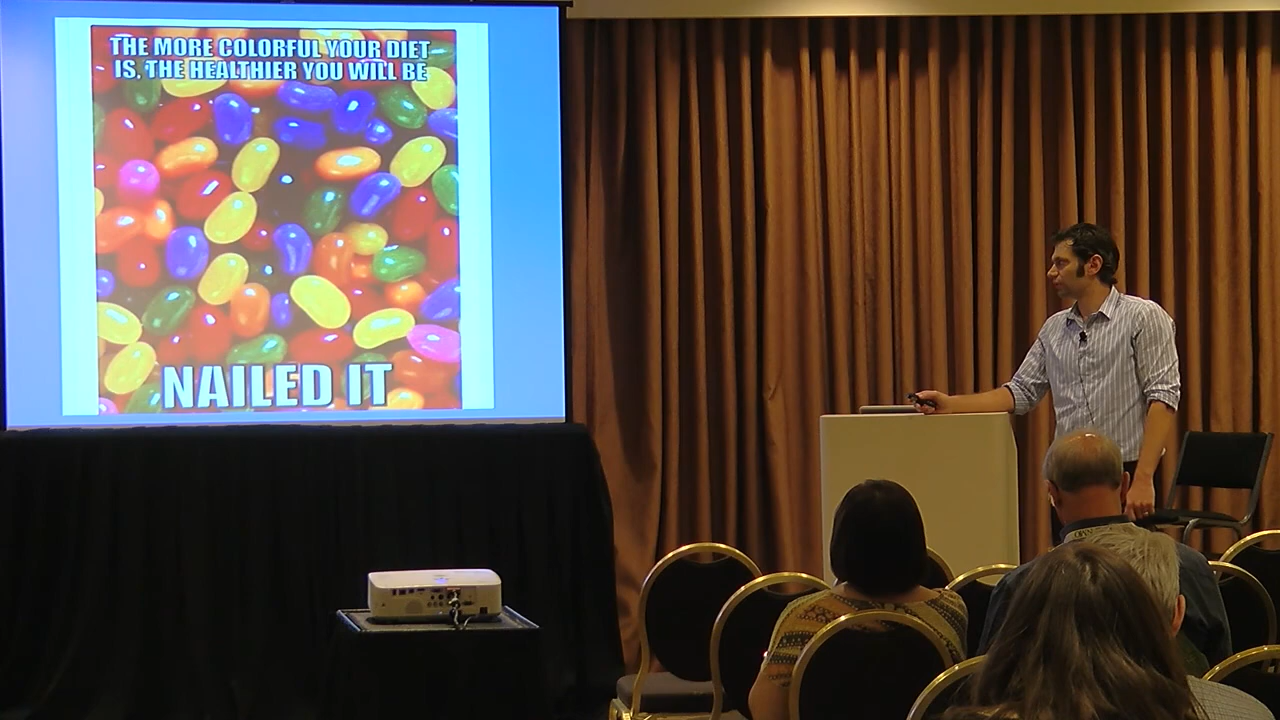 THE MORE COLORFUL YOUR DIET
IS, THE HEALTHIER YOU WILL BE
NAILED IT